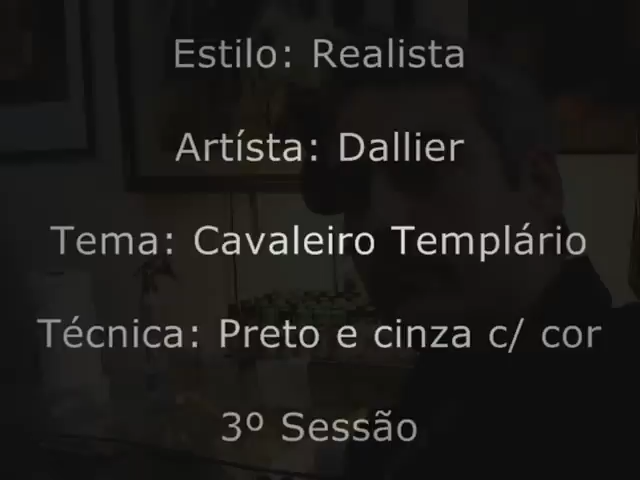 Estilo: Realista
Artísta: Dallier
Tema: Cavaleiro Templário
Técnica: Preto e cinza c/ cor
3º Sessão